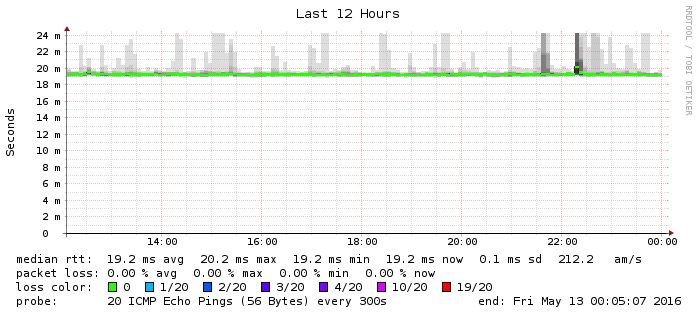 Last 12 Hours
RRDTOOL / TOBI OETIKER
Seconds
24 m
22 m
20 m
18 m
16 m
14 m
12 m
10 m
8 m
6 m
4 m
2 m
0
14:00 16:00 18:00 20:00 22:00 00:00
median rtt: 19.2 ms avg 20.2 ms max 19.2 ms min 19.2 ms now 0.1 ms sd 212.2 am/s
packet loss: 0.00 % avg 0.00 % max 0.00 % min 0.00 % now
loss color: 0 1/20 2/20 3/20 4/20 10/20 19/20
probe: 20 ICMP Echo Pings (56 Bytes) every 300s end: Fri May 13 00:05:07 2016